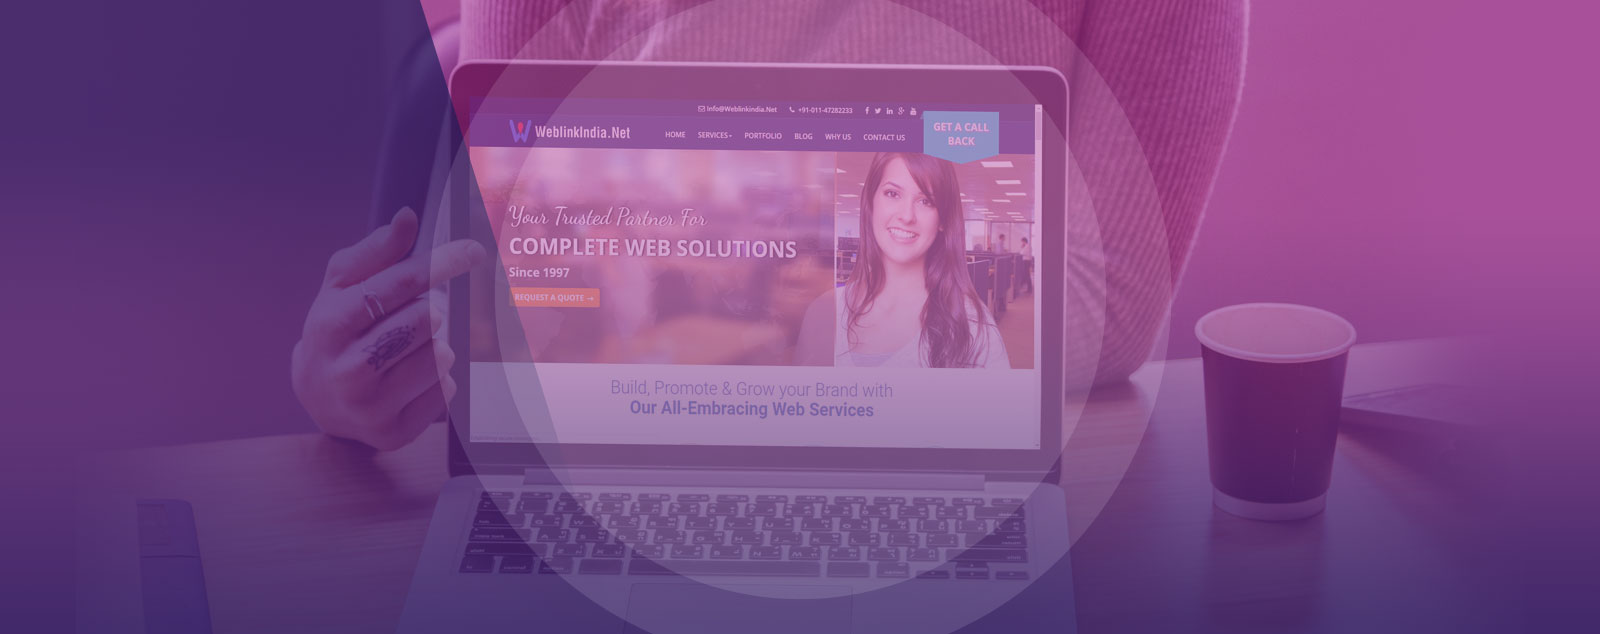 Info@WeblinkIndia.Net +91-011-47282233
WeblinkIndia.Net
HOME SERVICES PORTFOLIO BLOG WHY US CONTACT US
GET A CALL
BACK
Your Trusted Partner For
COMPLETE WEB SOLUTIONS
Since 1997
REQUEST A QUOTE →
Build, Promote & Grow your Brand with
Our All-Embracing Web Services